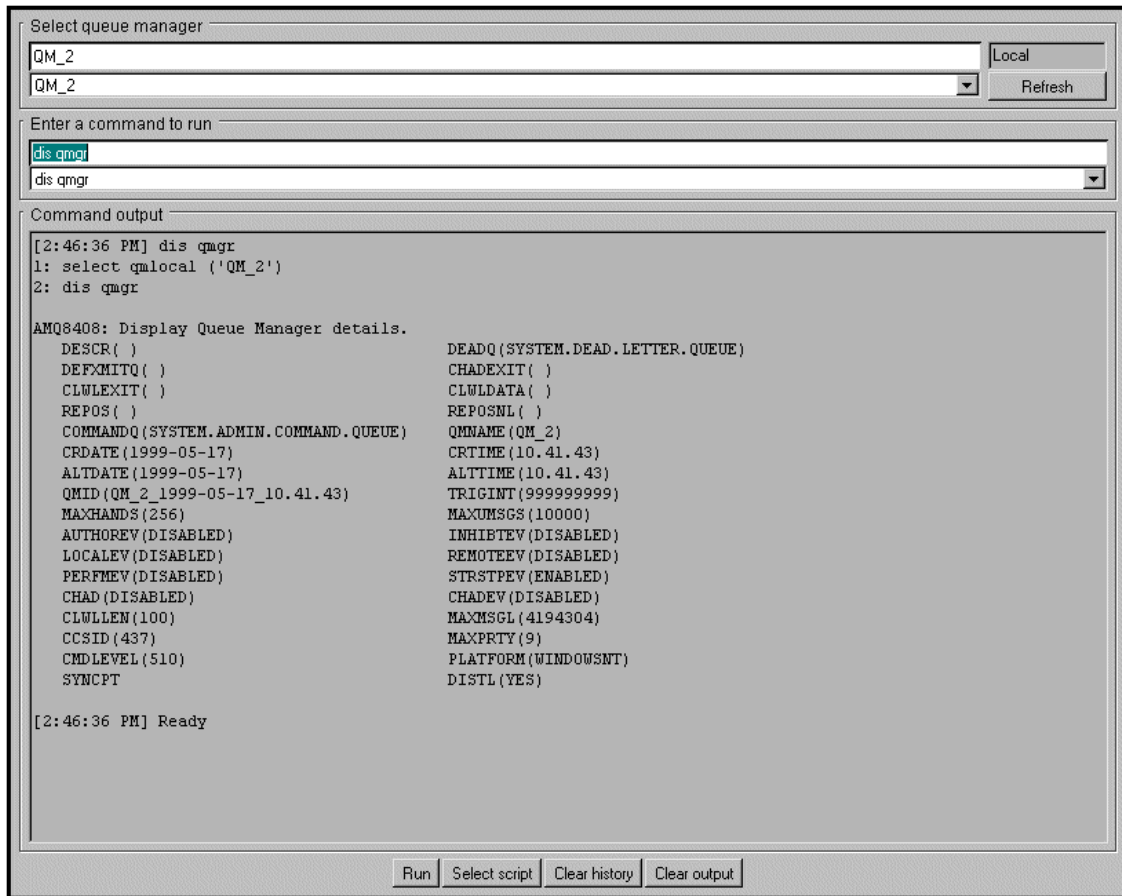 Select queue manager
QM_2 Local
QM_2 Refresh
Enter a command to run
dis qmgr
dis qmgr
Command output
[2:46:36 PM] dis qmgr
1: select qmlocal ('QM_2')
2: dis qmgr
AMQ8408: Display Queue Manager details.
DESCR( ) DEADQ(SYSTEM.DEAD.LETTER.QUEUE)
DEFXMITQ( ) CHADEXIT( )
CLWLEXIT( ) CLWLDATA( )
REPOS( ) REPOSNL( )
COMMANDQ(SYSTEM.ADMIN.COMMAND.QUEUE) QMNAME(QM_2)
CRDATE(1999-05-17) CRTIME(10.41.43)
ALTDATE(1999-05-17) ALTTIME(10.41.43)
QMID(QM_2_1999-05-17_10.41.43) TRIGINT(999999999)
MAXHANDS(256) MAXUMSGS(10000)
AUTHOREV(DISABLED) INHIBTEV(DISABLED)
LOCALEV(DISABLED) REMOTEEV(DISABLED)
PERFMEV(DISABLED) STRSTPEV(ENABLED)
CHAD(DISABLED) CHADEV(DISABLED)
CLWLLEN(100) MAXMSGL(4194304)
CCSID(437) MAXPRTY(9)
CMDLEVEL(510) PLATFORM(WINDOWSNT)
SYNCPT DISTL(YES)
[2:46:36 PM] Ready
Run Select script Clear history Clear output